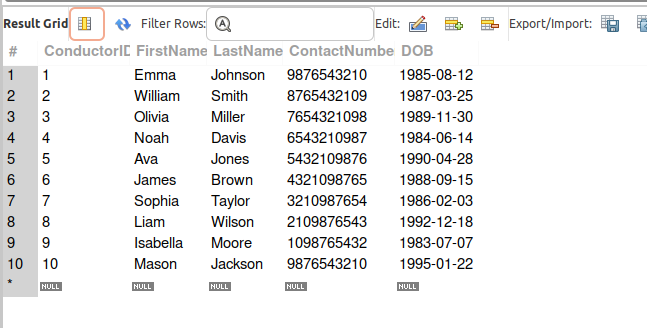 Result Grid Filter Rows: Edit: Export/Import:
# ConductorID FirstName LastName ContactNumbe DOB
1 1 Emma Johnson 9876543210 1985-08-12
2 2 William Smith 8765432109 1987-03-25
3 3 Olivia Miller 7654321098 1989-11-30
4 4 Noah Davis 6543210987 1984-06-14
5 5 Ava Jones 5432109876 1990-04-28
6 6 James Brown 4321098765 1988-09-15
7 7 Sophia Taylor 3210987654 1986-02-03
8 8 Liam Wilson 2109876543 1992-12-18
9 9 Isabella Moore 1098765432 1983-07-07
10 10 Mason Jackson 9876543210 1995-01-22
* NULL NULL NULL NULL NULL